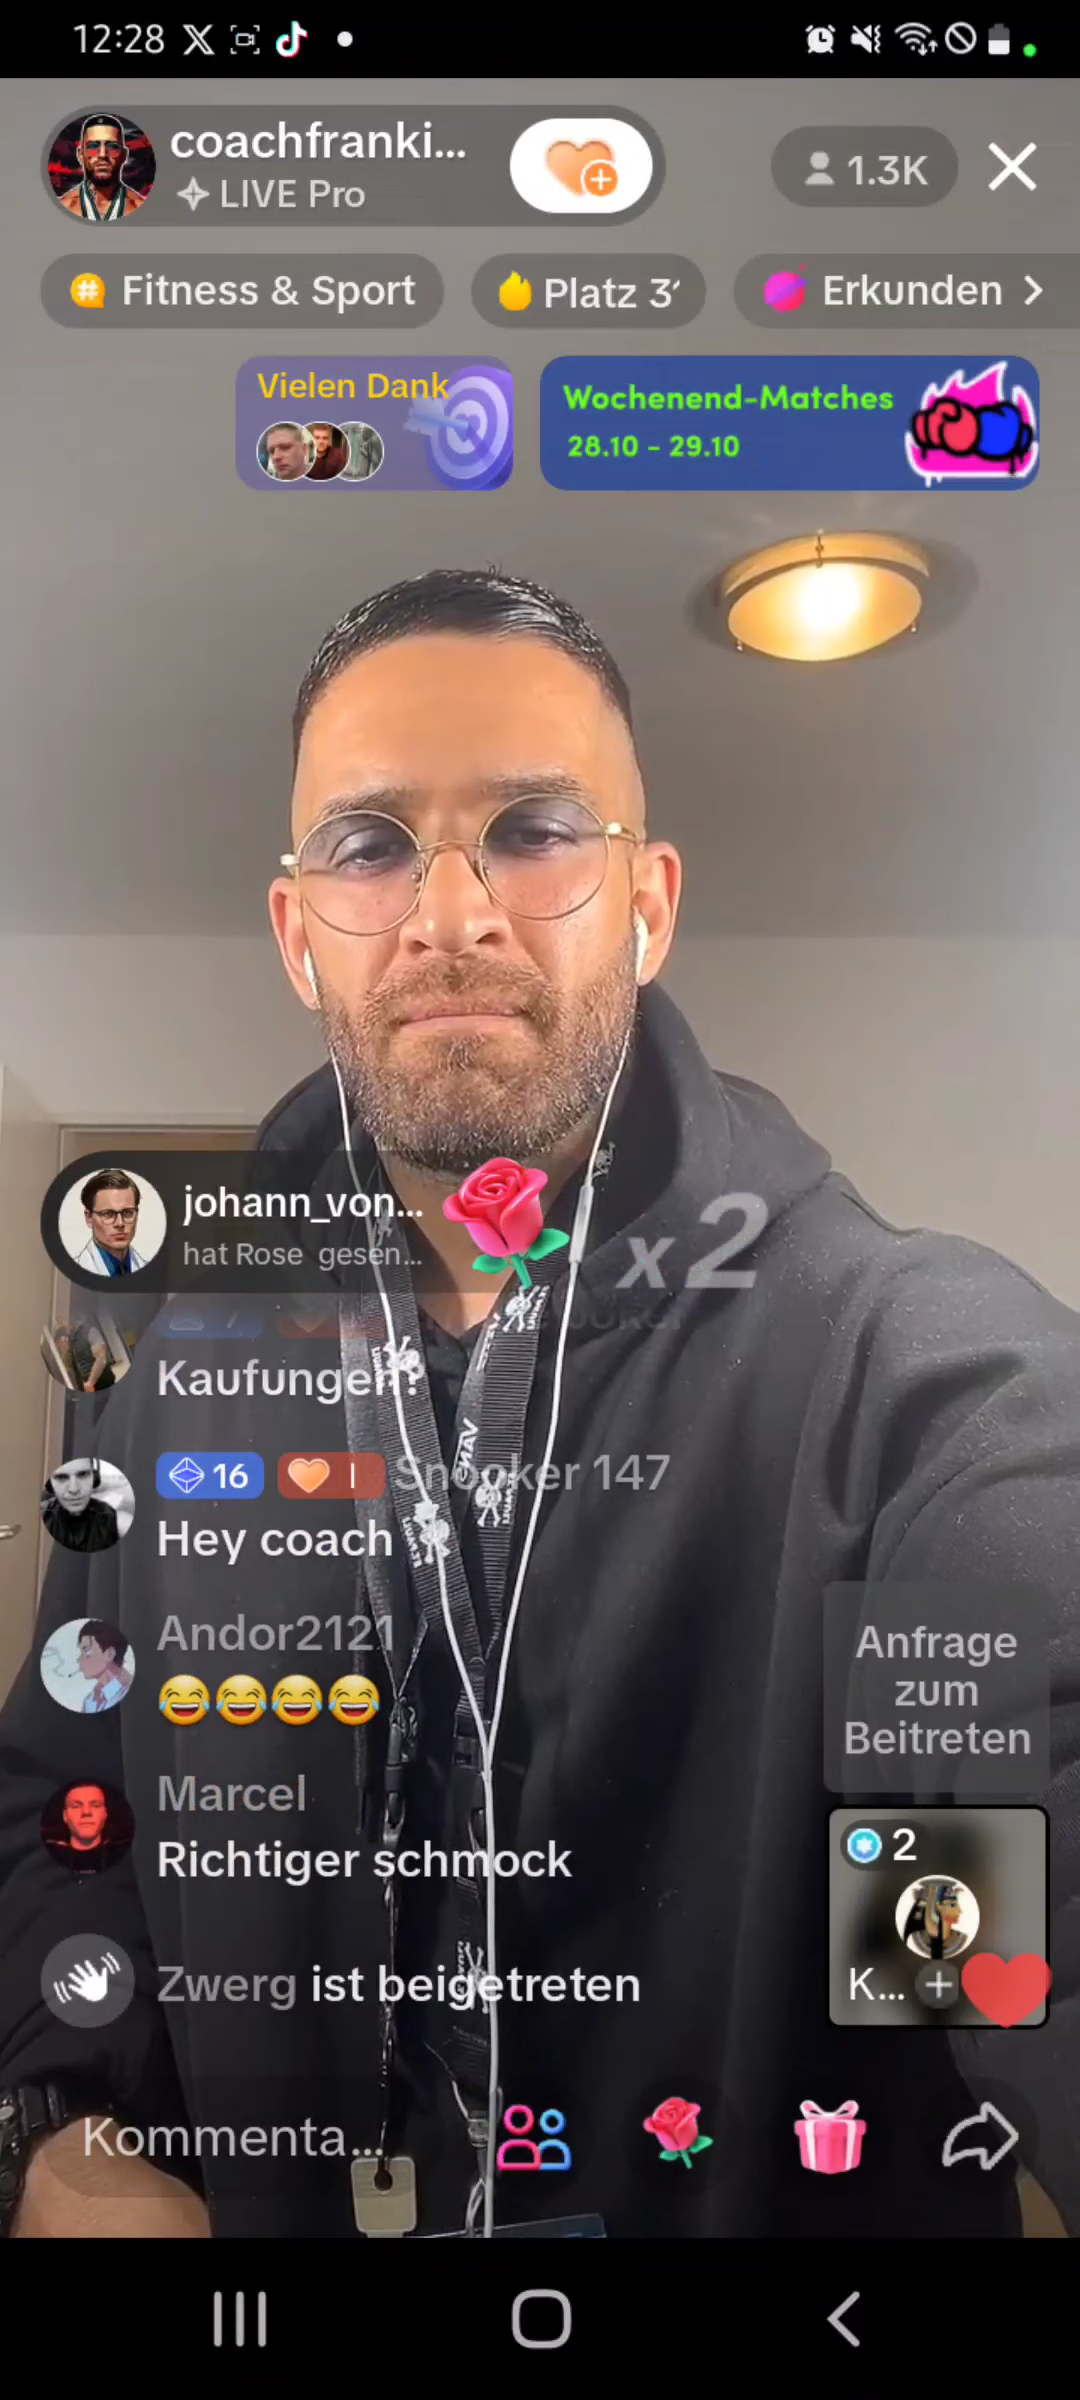 12:28
coachfranki...
LIVE Pro
1.3K
Fitness & Sport
Platz 3
Erkunden
Vielen Dank
Wochenend-Matches
28.10 - 29.10
johann_von...
hat Rose gesen...
x2
Kaufungen?
16
I
Snooker 147
Hey coach
Andor2121
Marcel
Richtiger schmock
Zwerg ist beigetreten
Anfrage
zum
Beitreten
2
K...
Kommenta...
VANS